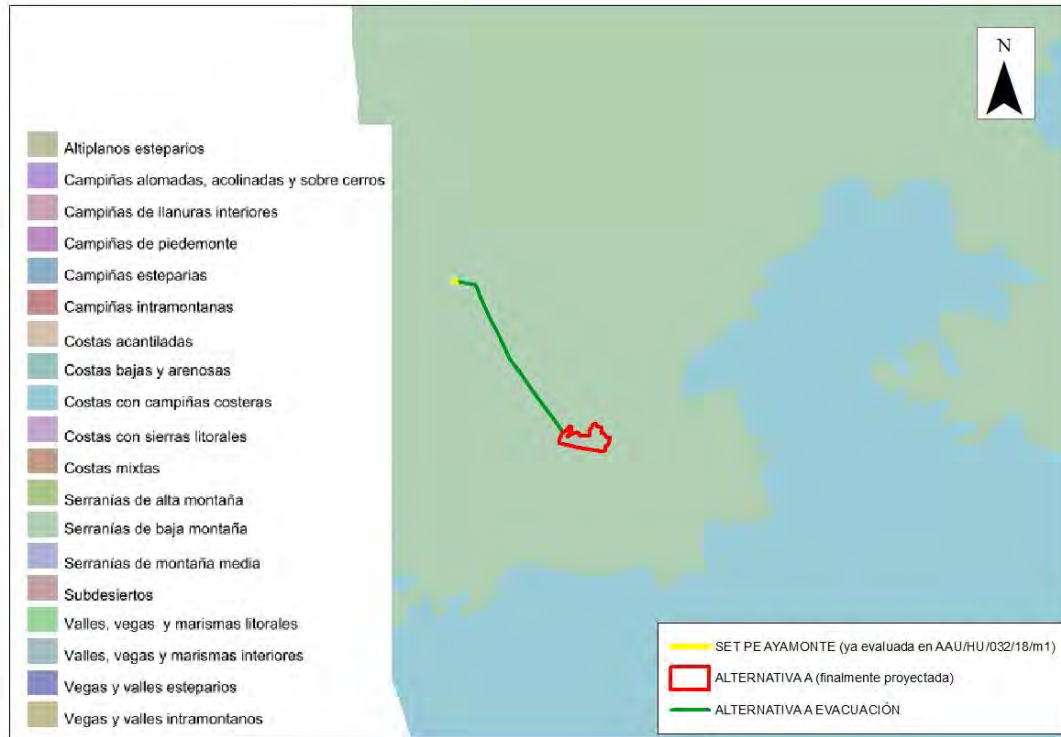 N
Altiplanos esteparios
Campiñas alomadas, acolinadas y sobre cerros
Campiñas de llanuras interiores
Campiñas de piedemonte
Campiñas esteparias
Campiñas intramontanas
Costas acantiladas
Costas bajas y arenosas
Costas con campiñas costeras
Costas con sierras litorales
Costas mixtas
Serranías de alta montaña
Serranías de baja montaña
Serranías de montaña media
Subdesiertos
Valles, vegas y marismas litorales
Valles, vegas y marismas interiores
Vegas y valles esteparios
Vegas y valles intramontanos
SET PE AYAMONTE (ya evaluada en AAU/HU/032/18/m1)
ALTERNATIVA A (finalmente proyectada)
ALTERNATIVA A EVACUACIÓN